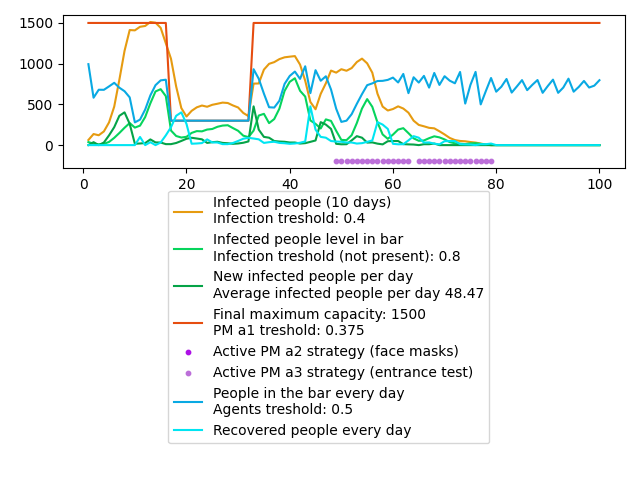 1500
1000
500
0
0 20 40 60 80 100
Infected people (10 days)
Infection treshold: 0.4
Infected people level in bar
Infection treshold (not present): 0.8
New infected people per day
Average infected people per day 48.47
Final maximum capacity: 1500
PM a1 treshold: 0.375
Active PM a2 strategy (face masks)
Active PM a3 strategy (entrance test)
People in the bar every day
Agents treshold: 0.5
Recovered people every day